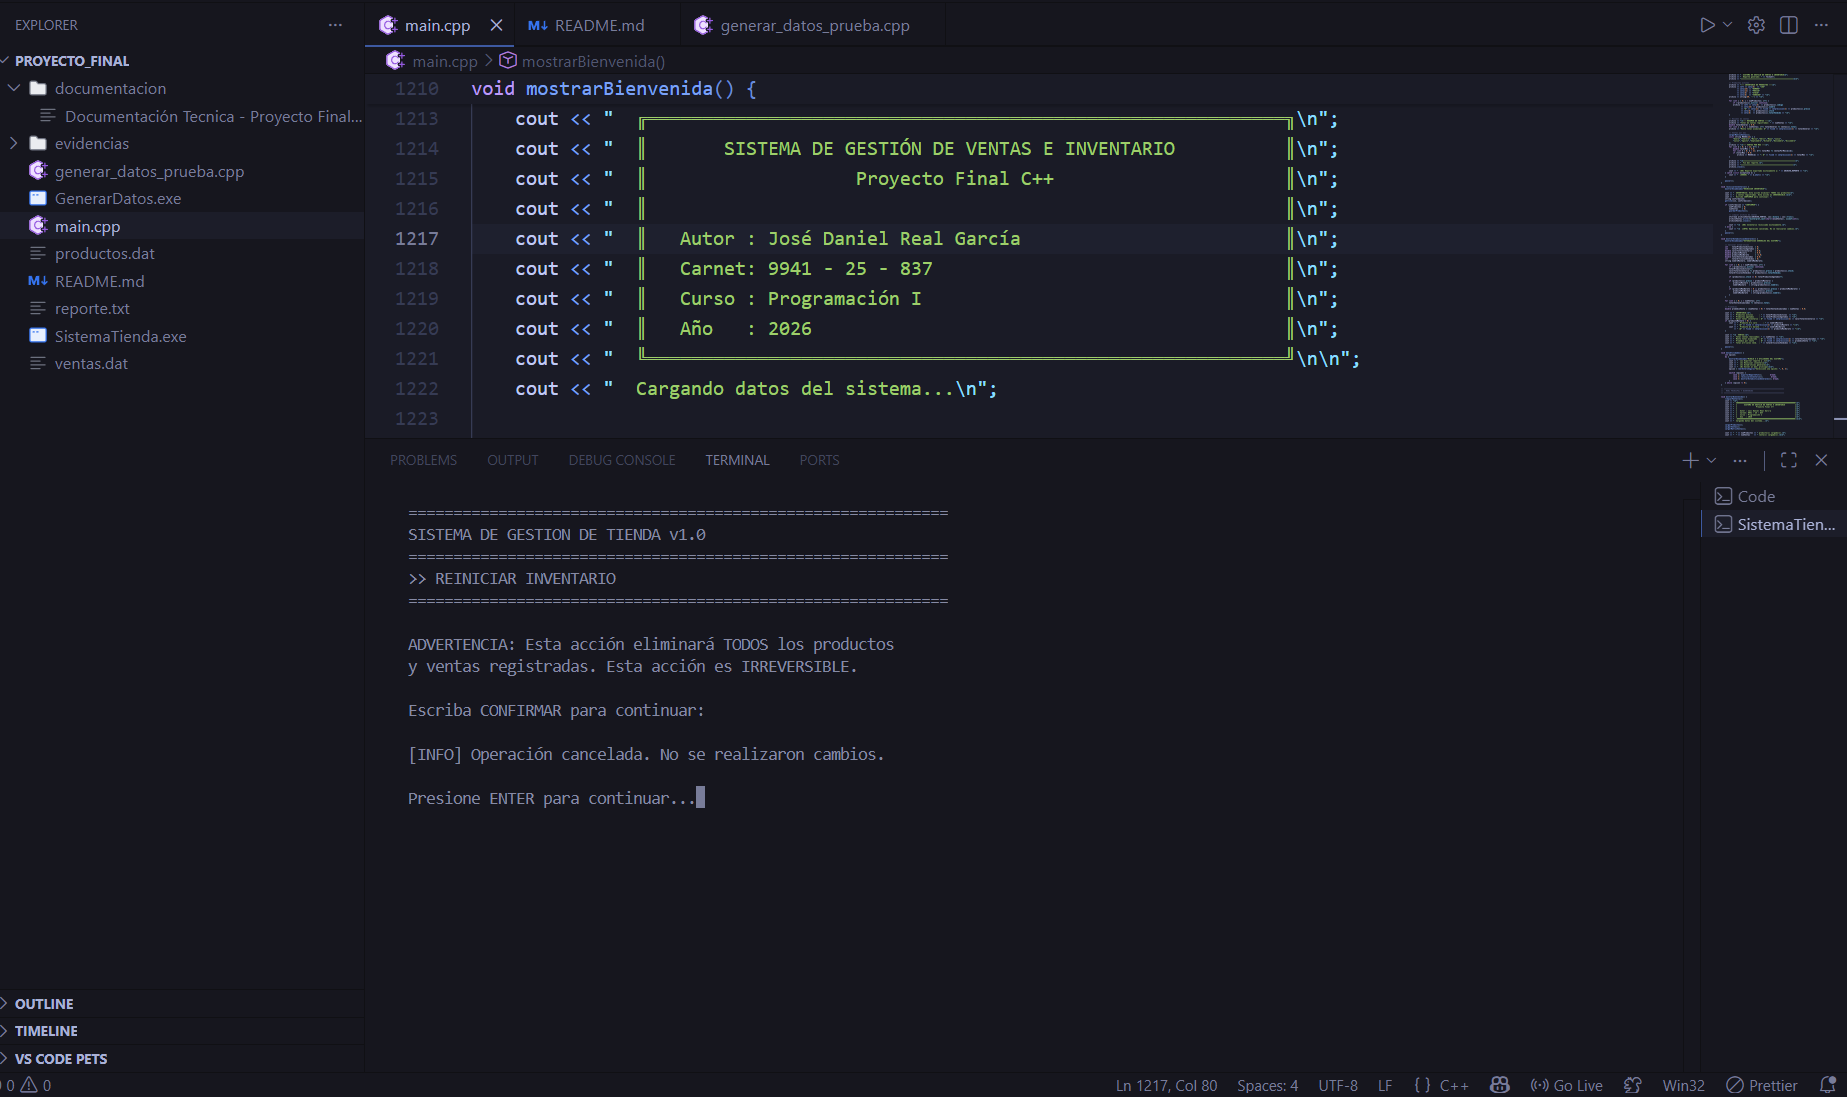 EXPLORER
PROYECTO_FINAL
documentacion
Documentación Tecnica - Proyecto Final...
evidencias
generar_datos_prueba.cpp
GenerarDatos.exe
main.cpp
productos.dat
README.md
reporte.txt
SistemaTienda.exe
ventas.dat
OUTLINE
TIMELINE
VS CODE PETS
main.cpp
README.md
generar_datos_prueba.cpp
main.cpp > mostrarBienvenida()
1210 void mostrarBienvenida() {
1213 cout << " ╔══════════════════════════════════════════════════════════╗\n";
1214 cout << " ║ SISTEMA DE GESTIÓN DE VENTAS E INVENTARIO ║\n";
1215 cout << " ║ Proyecto Final C++ ║\n";
1216 cout << " ║ ║\n";
1217 cout << " ║ Autor : José Daniel Real García ║\n";
1218 cout << " ║ Carnet: 9941 - 25 - 837 ║\n";
1219 cout << " ║ Curso : Programación I ║\n";
1220 cout << " ║ Año : 2026 ║\n";
1221 cout << " ╚══════════════════════════════════════════════════════════╝\n\n";
1222 cout << " Cargando datos del sistema...\n";
1223
PROBLEMS OUTPUT DEBUG CONSOLE TERMINAL PORTS
============================================================
SISTEMA DE GESTION DE TIENDA v1.0
============================================================
>> REINICIAR INVENTARIO
============================================================
ADVERTENCIA: Esta acción eliminará TODOS los productos
y ventas registradas. Esta acción es IRREVERSIBLE.
Escriba CONFIRMAR para continuar:
[INFO] Operación cancelada. No se realizaron cambios.
Presione ENTER para continuar...
Code
SistemaTien...
0 0 Ln 1217, Col 80 Spaces: 4 UTF-8 LF {} C++ Go Live Win32 Prettier